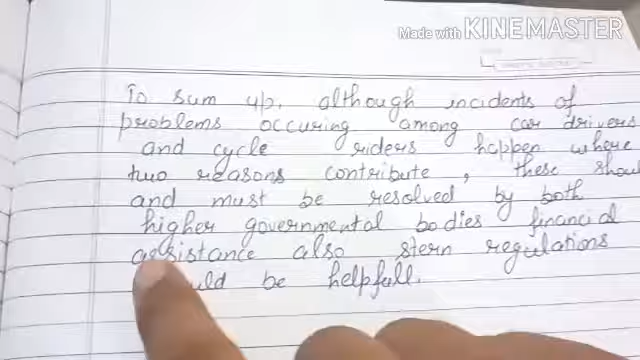 Made with KINEMASTER
To sum up, although incidents of
problems occuring among car drivers
and cycle riders happen where
two reasons contribute, these shou
and must be resolved by both
higher governmental bodies financial
assistance also stern regulations
uld be helpfull.